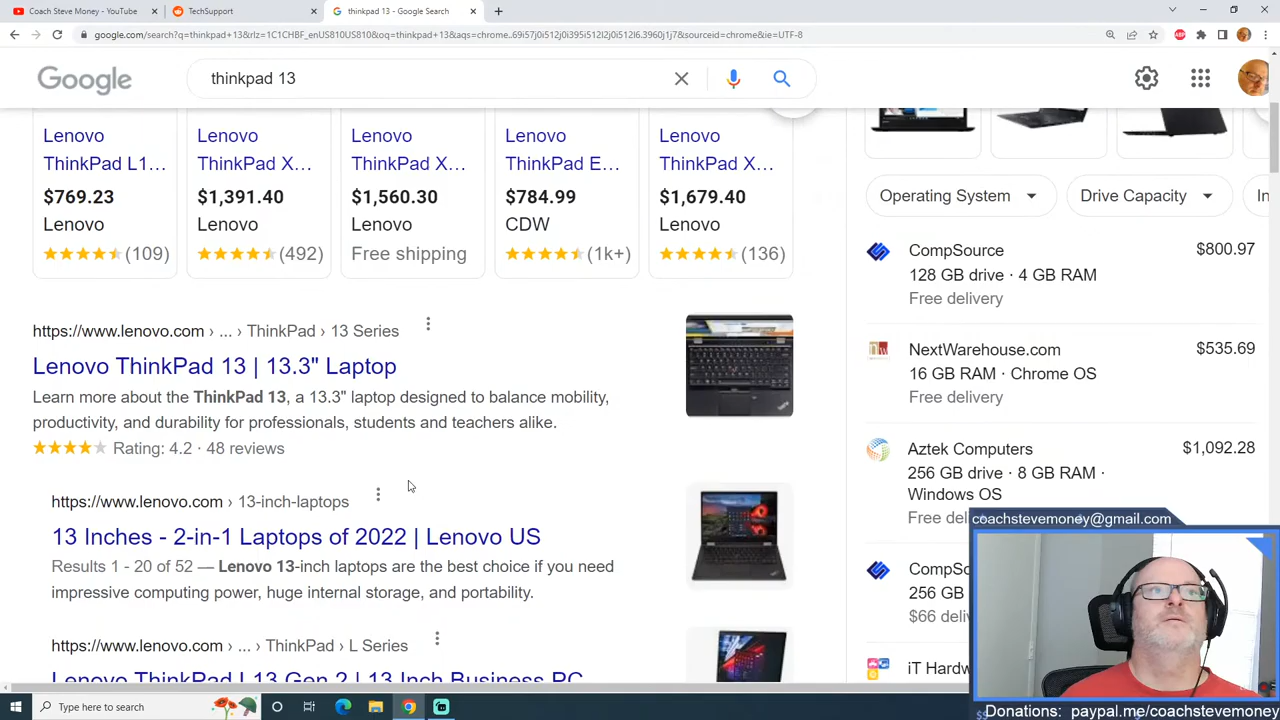 Coach Steve Money - YouTube
TechSupport
thinkpad 13 - Google Search
google.com/search?q=thinkpad+13&rlz=1C1CHBF_enUS810US810&oq=thinkpad+13&aqs=chrome..69i57j0i512j0i395i512l2j0i512l6.3960j1j7&sourceid=chrome&ie=UTF-8
ABP
Google
thinkpad 13
Lenovo
ThinkPad L1...
$769.23
Lenovo
(109)
Lenovo
ThinkPad X...
$1,391.40
Lenovo
(492)
Lenovo
ThinkPad X...
$1,560.30
Lenovo
Free shipping
Lenovo
ThinkPad E...
$784.99
CDW
(1k+)
Lenovo
ThinkPad X...
$1,679.40
Lenovo
(136)
https://www.lenovo.com › ... › ThinkPad › 13 Series
Lenovo ThinkPad 13 | 13.3" Laptop
Learn more about the ThinkPad 13, a 13.3" laptop designed to balance mobility,
productivity, and durability for professionals, students and teachers alike.
Rating: 4.2 · 48 reviews
https://www.lenovo.com › 13-inch-laptops
13 Inches - 2-in-1 Laptops of 2022 | Lenovo US
Results 1 - 20 of 52 — Lenovo 13-inch laptops are the best choice if you need
impressive computing power, huge internal storage, and portability.
https://www.lenovo.com › ... › ThinkPad › L Series
Lenovo ThinkPad L13 Gen 2 | 13 Inch Business PC
Operating System
Drive Capacity
In
CompSource
$800.97
128 GB drive · 4 GB RAM
Free delivery
NextWarehouse.com
$535.69
16 GB RAM · Chrome OS
Free delivery
Aztek Computers
$1,092.28
256 GB drive · 8 GB RAM ·
Windows OS
Free del
CompSo
256 GB
$66 deliv
iT Hardw
coachstevemoney@gmail.com
Type here to search
Donations: paypal.me/coachstevemoney